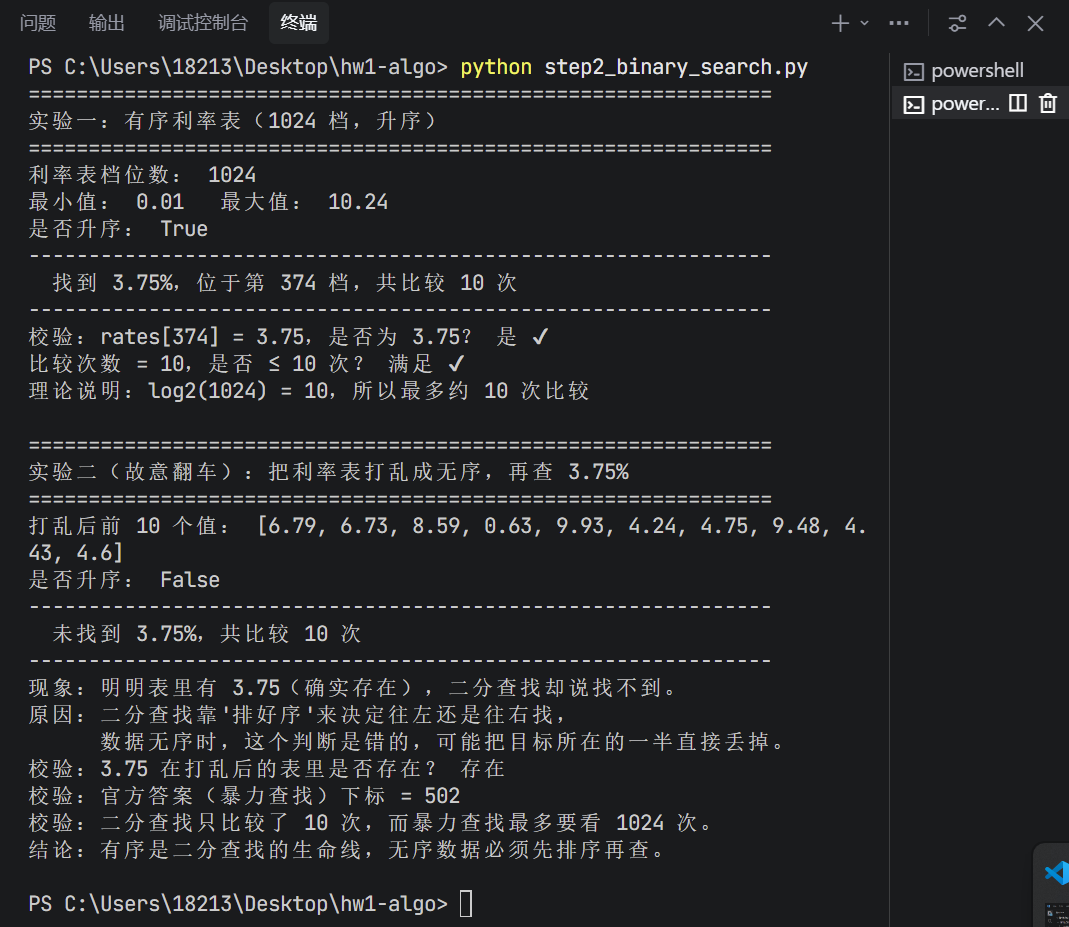 问题 输出 调试控制台 终端
PS C:\Users\18213\Desktop\hw1-algo> python step2_binary_search.py
==============================================================
实验一：有序利率表（1024 档，升序）
==============================================================
利率表档位数： 1024
最小值： 0.01  最大值： 10.24
是否升序： True
--------------------------------------------------------------
  找到 3.75%，位于第 374 档，共比较 10 次
--------------------------------------------------------------
校验：rates[374] = 3.75，是否为 3.75？ 是 ✓
比较次数 = 10，是否 ≤ 10 次？ 满足 ✓
理论说明：log2(1024) = 10，所以最多约 10 次比较
==============================================================
实验二（故意翻车）：把利率表打乱成无序，再查 3.75%
==============================================================
打乱后前 10 个值： [6.79, 6.73, 8.59, 0.63, 9.93, 4.24, 4.75, 9.48, 4.
43, 4.6]
是否升序： False
--------------------------------------------------------------
  未找到 3.75%，共比较 10 次
--------------------------------------------------------------
现象：明明表里有 3.75（确实存在），二分查找却说找不到。
原因：二分查找靠'排好序'来决定往左还是往右找，
      数据无序时，这个判断是错的，可能把目标所在的一半直接丢掉。
校验：3.75 在打乱后的表里是否存在？ 存在
校验：官方答案（暴力查找）下标 = 502
校验：二分查找只比较了 10 次，而暴力查找最多要看 1024 次。
结论：有序是二分查找的生命线，无序数据必须先排序再查。
PS C:\Users\18213\Desktop\hw1-algo>
powershell
power...